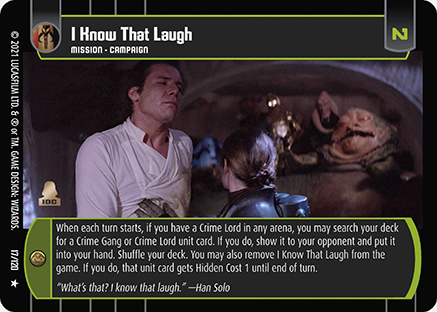 I Know That Laugh
MISSION - CAMPAIGN
N
© 2021 LUCASFILM LTD. & ® or TM. GAME DESIGN: WIZARDS.
17/120
IDC
When each turn starts, if you have a Crime Lord in any arena, you may search your deck
for a Crime Gang or Crime Lord unit card. If you do, show it to your opponent and put it
into your hand. Shuffle your deck. You may also remove I Know That Laugh from the
game. If you do, that unit card gets Hidden Cost 1 until end of turn.
"What's that? I know that laugh." —Han Solo